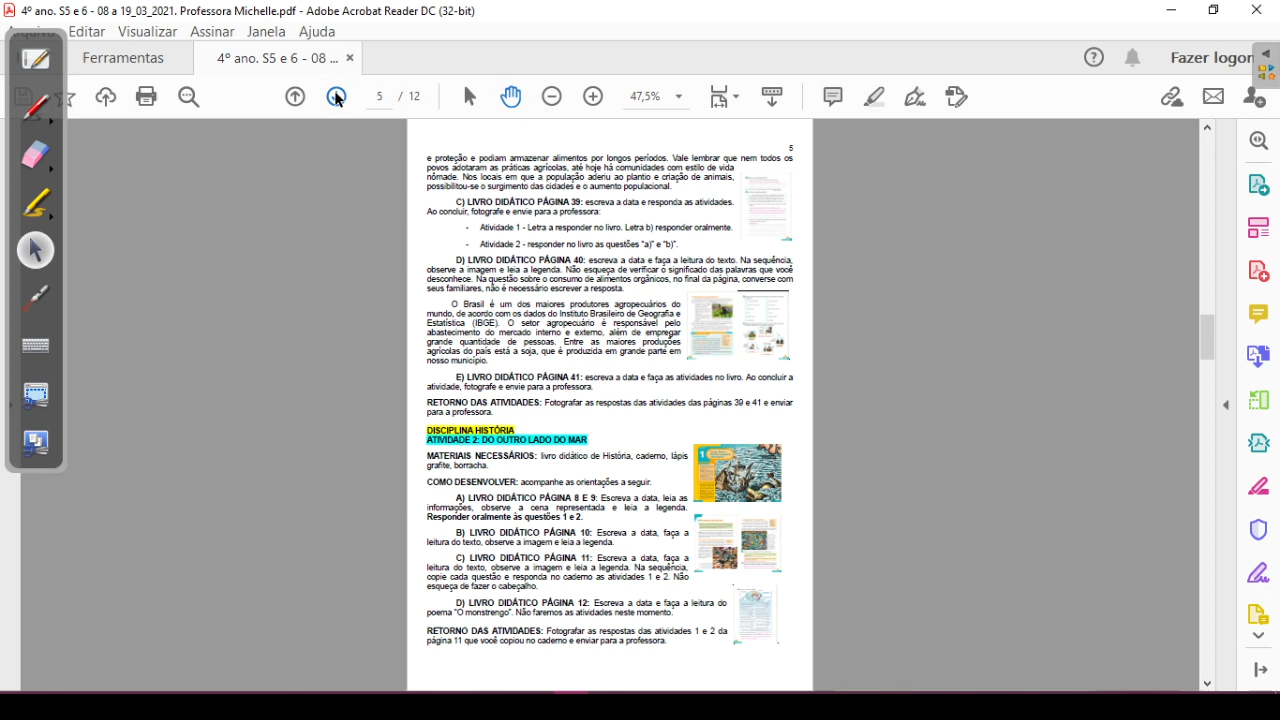 4º ano. S5 e 6 - 08 a 19_03_2021. Professora Michelle.pdf - Adobe Acrobat Reader DC (32-bit)
Editar Visualizar Assinar Janela Ajuda
Ferramentas 4º ano. S5 e 6 - 08 ... × Fazer logon
5 / 12 47,5%
5
e proteção e podiam armazenar alimentos por longos períodos. Vale lembrar que nem todos os
povos adotaram as práticas agrícolas, até hoje há comunidades com estilo de vida
nômade. Nos locais em que a população aderiu ao plantio e criação de animais,
possibilitou-se o surgimento das cidades e o aumento populacional.
C) LIVRO DIDÁTICO PÁGINA 39: escreva a data e responda as atividades.
Ao concluir, fotografe e envie para a professora:
- Atividade 1 - Letra a responder no livro. Letra b) responder oralmente.
- Atividade 2 - responder no livro as questões "a)" e "b)".
D) LIVRO DIDÁTICO PÁGINA 40: escreva a data e faça a leitura do texto. Na sequência,
observe a imagem e leia a legenda. Não esqueça de verificar o significado das palavras que você
desconhece. Na questão sobre o consumo de alimentos orgânicos, no final da página, converse com
seus familiares, não é necessário escrever a resposta.
O Brasil é um dos maiores produtores agropecuários do
mundo, de acordo com os dados do Instituto Brasileiro de Geografia e
Estatística (IBGE). O setor agropecuário é responsável pelo
abastecimento do mercado interno e externo, além de empregar
grande quantidade de pessoas. Entre as maiores produções
agrícolas do país está a soja, que é produzida em grande parte em
nosso município.
E) LIVRO DIDÁTICO PÁGINA 41: escreva a data e faça as atividades no livro. Ao concluir a
atividade, fotografe e envie para a professora.
RETORNO DAS ATIVIDADES: Fotografar as respostas das atividades das páginas 39 e 41 e enviar
para a professora.
DISCIPLINA HISTÓRIA
ATIVIDADE 2: DO OUTRO LADO DO MAR
MATERIAIS NECESSÁRIOS: livro didático de História, caderno, lápis
grafite, borracha.
COMO DESENVOLVER: acompanhe as orientações a seguir.
A) LIVRO DIDÁTICO PÁGINA 8 E 9: Escreva a data, leia as
informações, observe a cena representada e leia a legenda.
Responder oralmente às questões 1 e 2.
B) LIVRO DIDÁTICO PÁGINA 10: Escreva a data, faça a
leitura do texto, observe a imagem e leia a legenda.
C) LIVRO DIDÁTICO PÁGINA 11: Escreva a data, faça a
leitura do texto, observe a imagem e leia a legenda. Na sequência,
copie cada questão e responda no caderno as atividades 1 e 2. Não
esqueça de fazer o cabeçalho.
D) LIVRO DIDÁTICO PÁGINA 12: Escreva a data e faça a leitura do
poema "O monstrengo". Não faremos as atividades neste momento.
RETORNO DAS ATIVIDADES: Fotografar as respostas das atividades 1 e 2 da
página 11 que você copiou no caderno e enviar para a professora.